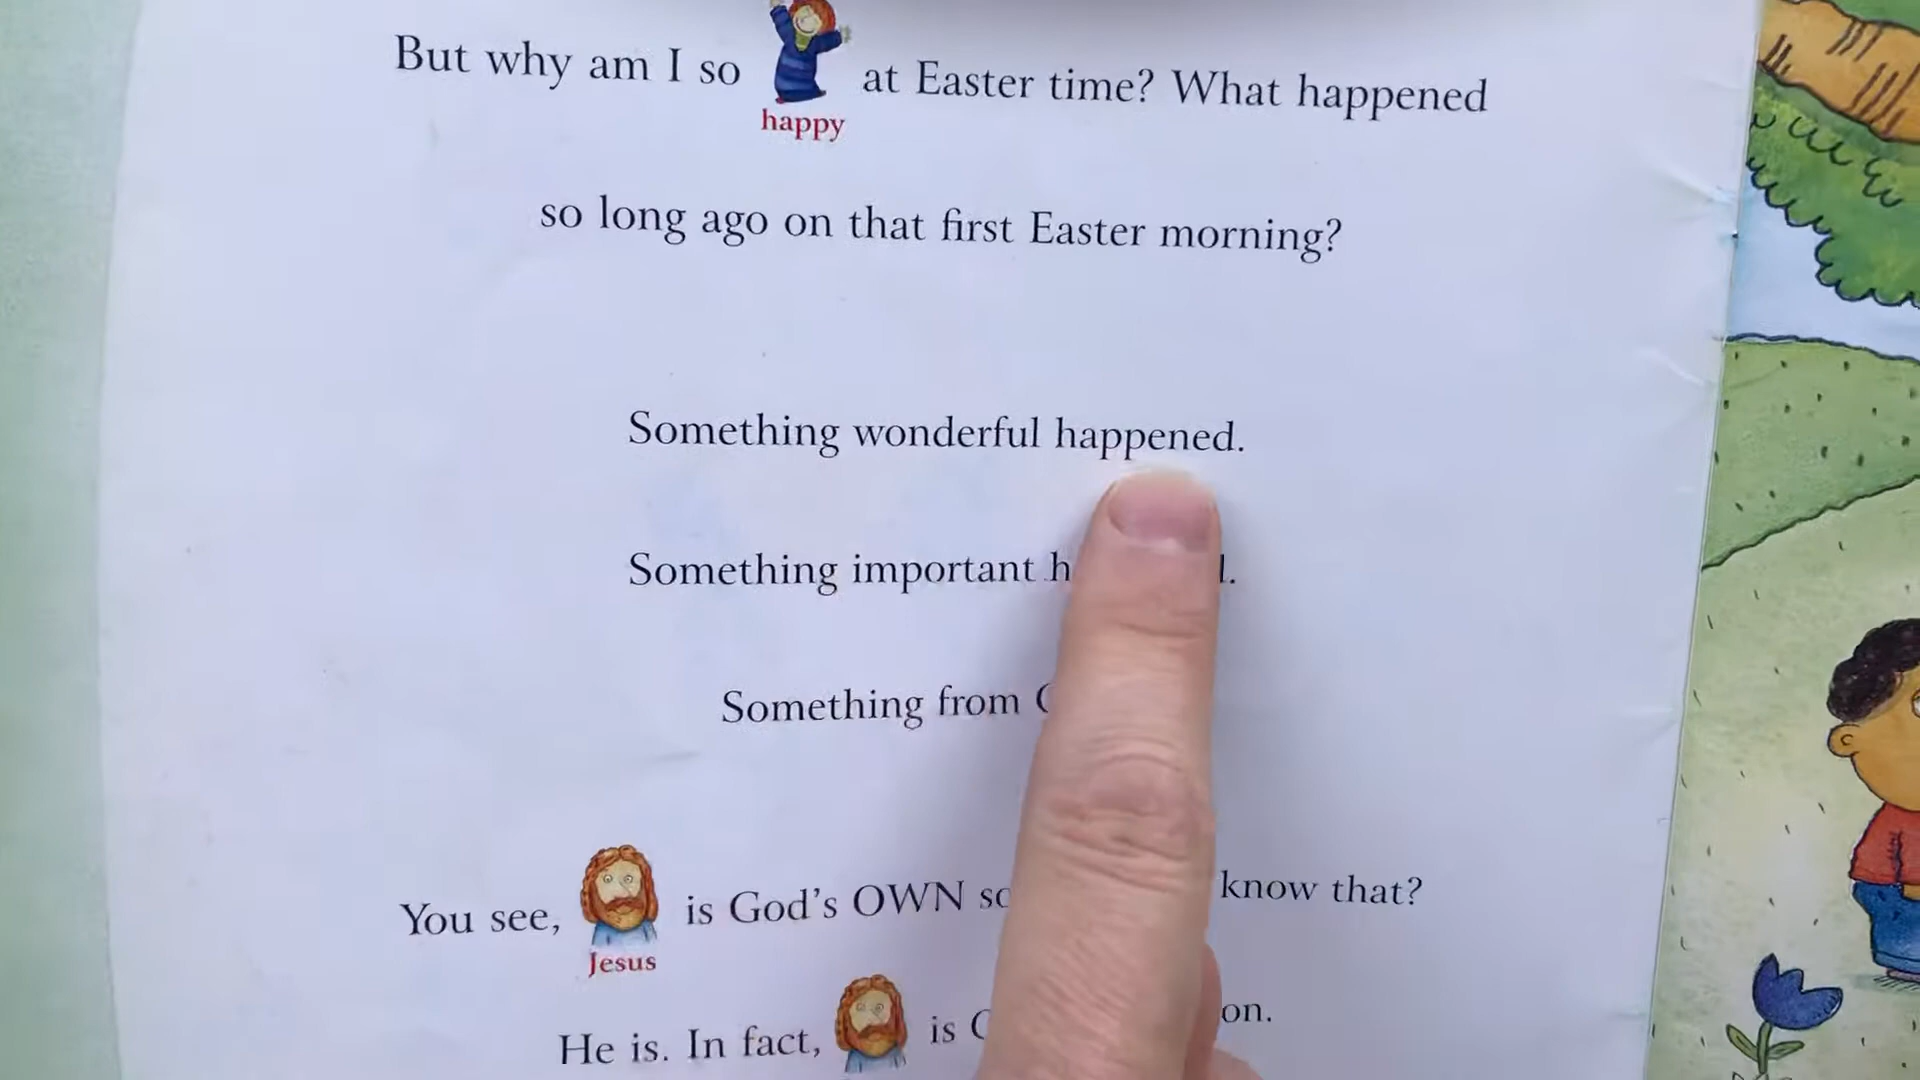 But why am I so happy at Easter time? What happened
so long ago on that first Easter morning?
Something wonderful happened.
Something important
Something from
You see, Jesus is God's OWN know that?
He is. In fact, is